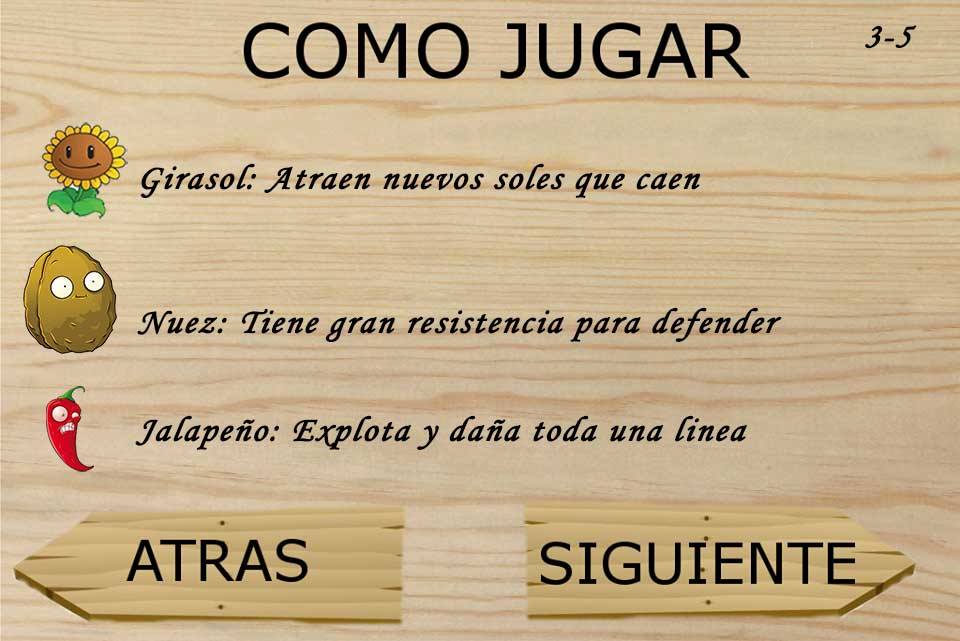 COMO JUGAR
3-5
Girasol: Atraen nuevos soles que caen
Nuez: Tiene gran resistencia para defender
Jalapeño: Explota y daña toda una linea
ATRAS
SIGUIENTE